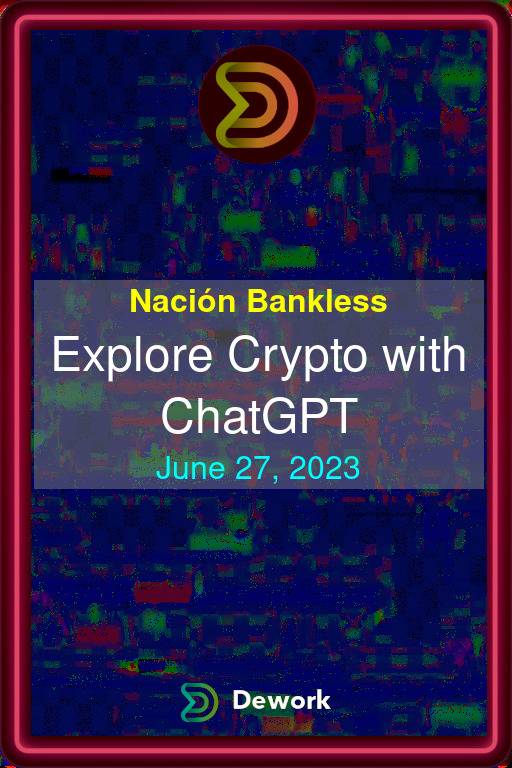 Nación Bankless
Explore Crypto with
ChatGPT
June 27, 2023
Dework